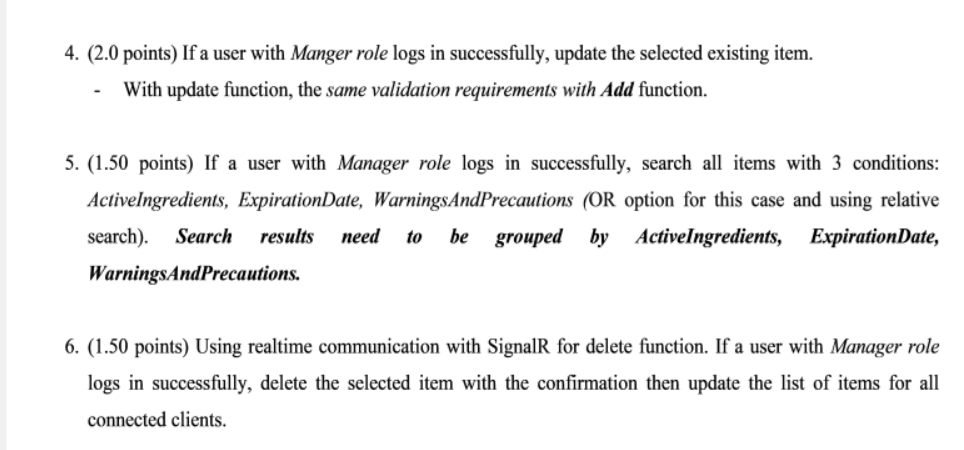 4. (2.0 points) If a user with Manger role logs in successfully, update the selected existing item.
- With update function, the same validation requirements with Add function.
5. (1.50 points) If a user with Manager role logs in successfully, search all items with 3 conditions:
ActiveIngredients, ExpirationDate, WarningsAndPrecautions (OR option for this case and using relative
search). Search results need to be grouped by ActiveIngredients, ExpirationDate,
WarningsAndPrecautions.
6. (1.50 points) Using realtime communication with SignalR for delete function. If a user with Manager role
logs in successfully, delete the selected item with the confirmation then update the list of items for all
connected clients.